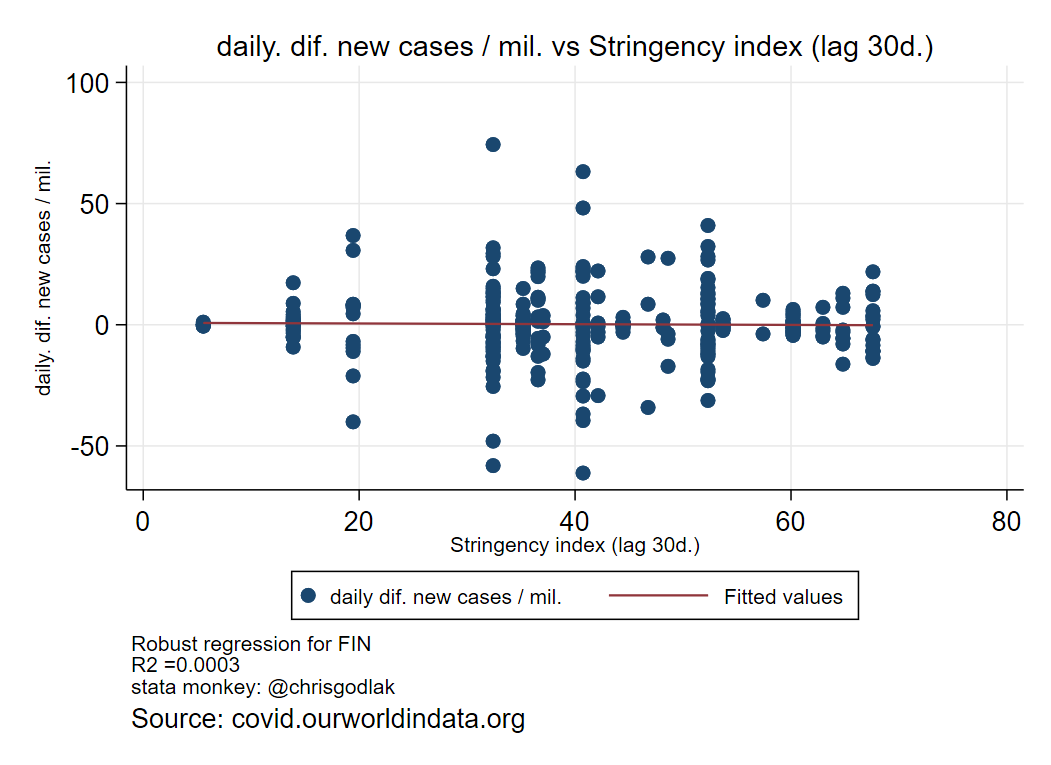 daily. dif. new cases / mil. vs Stringency index (lag 30d.)
daily. dif. new cases / mil.
100
50
0
-50
0 20 40 60 80
Stringency index (lag 30d.)
daily dif. new cases / mil. Fitted values
Robust regression for FIN
R2 =0.0003
stata monkey: @chrisgodlak
Source: covid.ourworldindata.org